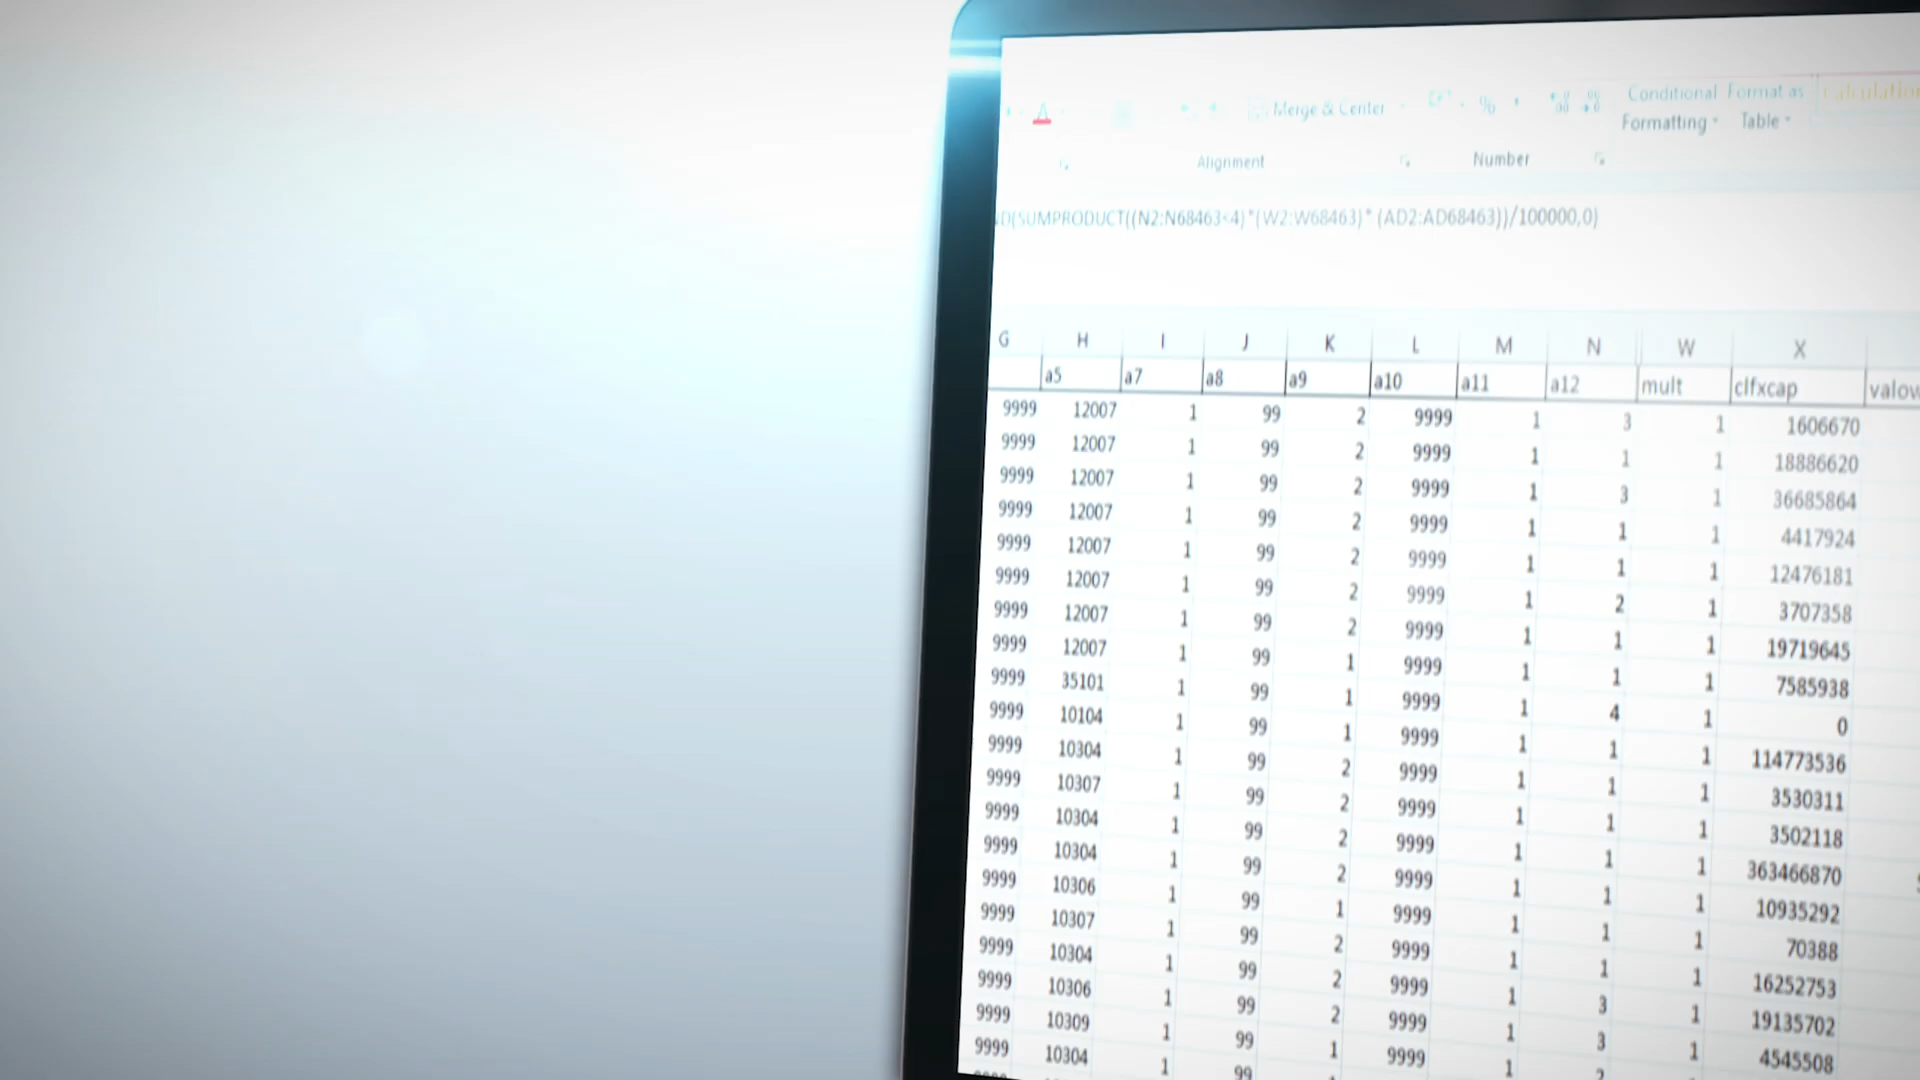 A Merge & Center % Conditional Format as Calculation
Formatting Table
Alignment Number
D(SUMPRODUCT((N2:N68463<4)*(W2:W68463)* (AD2:AD68463))/100000,0)
G H I J K L M N W X
a5 a7 a8 a9 a10 a11 a12 mult clfxcap valow
9999 12007 1 99 2 9999 1 3 1 1606670
9999 12007 1 99 2 9999 1 1 1 18886620
9999 12007 1 99 2 9999 1 3 1 36685864
9999 12007 1 99 2 9999 1 1 1 4417924
9999 12007 1 99 2 9999 1 1 1 12476181
9999 12007 1 99 2 9999 1 2 1 3707358
9999 12007 1 99 2 9999 1 1 1 19719645
9999 12007 1 99 1 9999 1 1 1 7585938
9999 35101 1 99 1 9999 1 4 1 0
9999 10104 1 99 1 9999 1 1 1 114773536
9999 10304 1 99 2 9999 1 1 1 3530311
9999 10307 1 99 2 9999 1 1 1 3502118
9999 10304 1 99 2 9999 1 1 1 363466870
9999 10304 1 99 2 9999 1 1 1 10935292
9999 10306 1 99 1 9999 1 1 1 70388
9999 10307 1 99 2 9999 1 1 1 16252753
9999 10304 1 99 2 9999 1 3 1 19135702
9999 10306 1 99 2 9999 1 3 1 4545508
9999 10309 1 99 1 9999 1
9999 10304 1 99